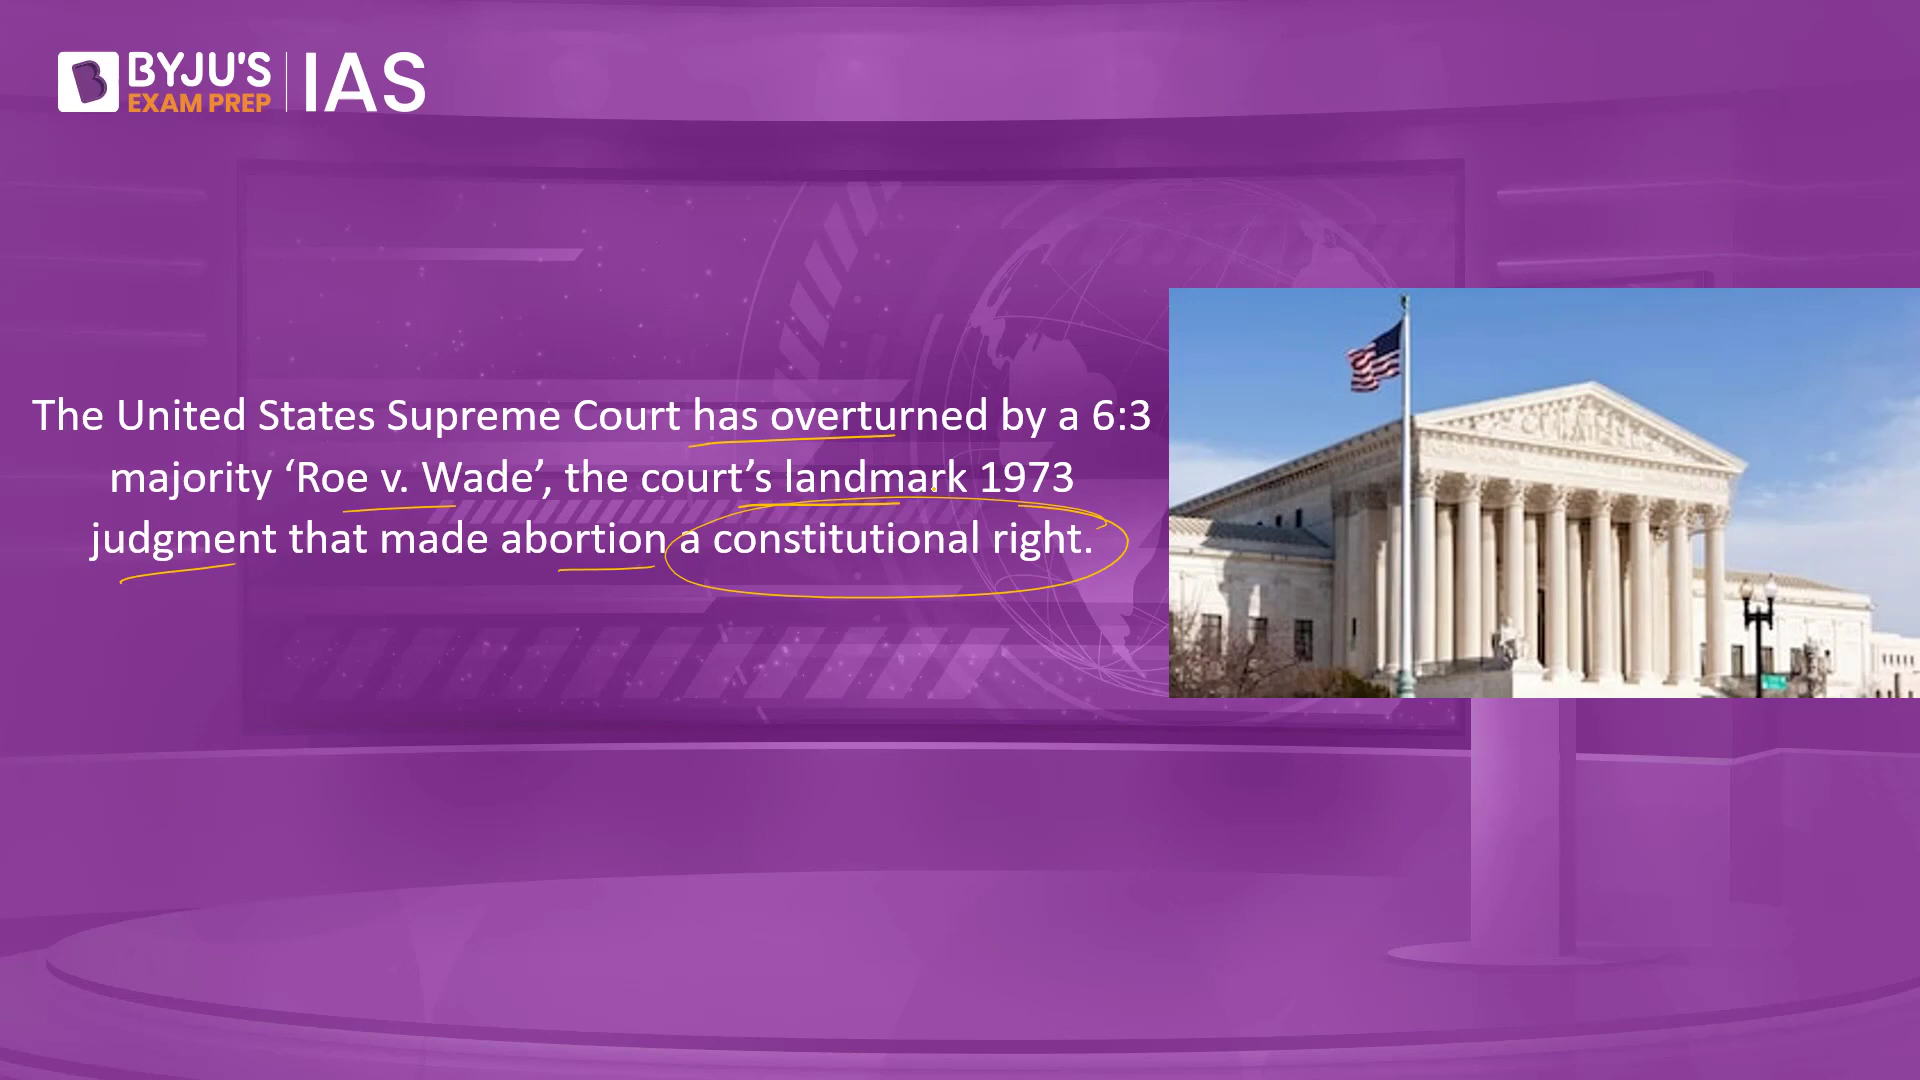 BYJU'S
EXAM PREP
IAS
The United States Supreme Court has overturned by a 6:3
majority ‘Roe v. Wade’, the court’s landmark 1973
judgment that made abortion a constitutional right.